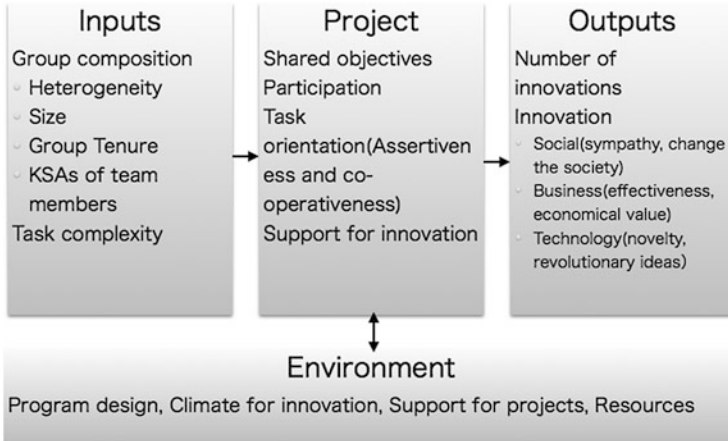 Inputs
Group composition
Heterogeneity
Size
Group Tenure
KSAs of team
members
Task complexity
Project
Shared objectives
Participation
Task
orientation(Assertiven
ess and co-
operativeness)
Support for innovation
Outputs
Number of
innovations
Innovation
Social(sympathy, change
the society)
Business(effectiveness,
economical value)
Technology(novelty,
revolutionary ideas)
Environment
Program design, Climate for innovation, Support for projects, Resources